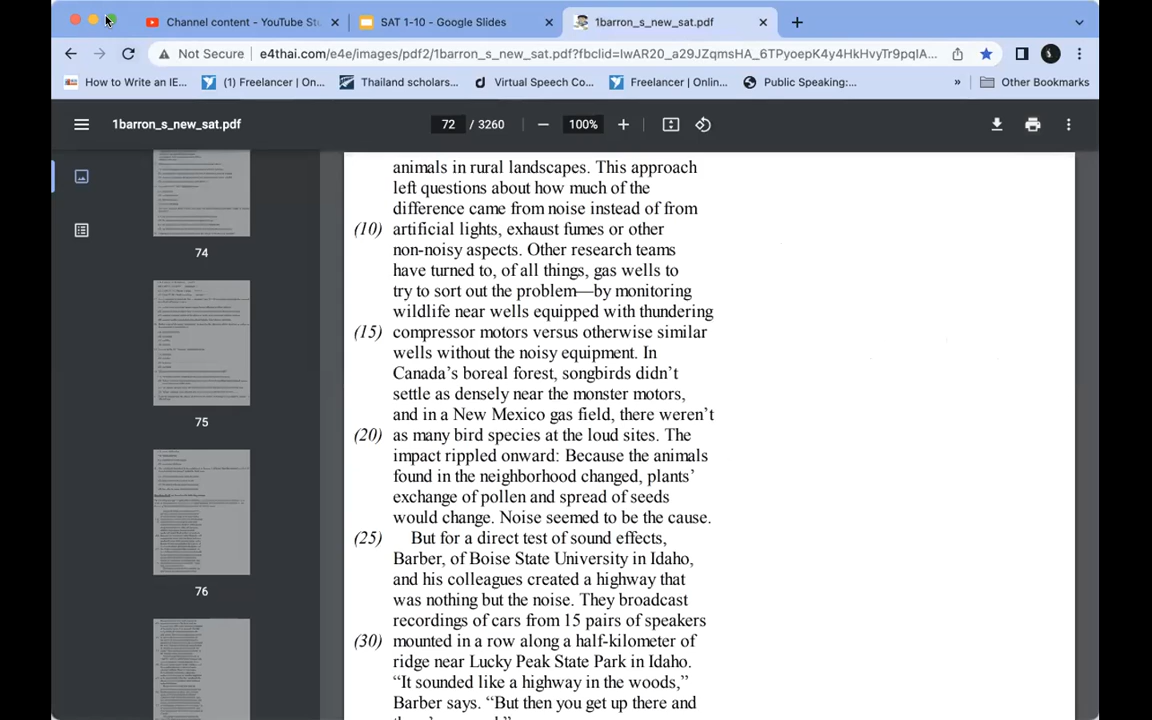 Channel content - YouTube Stu
SAT 1-10 - Google Slides
1barron_s_new_sat.pdf
Not Secure
e4thai.com/e4e/images/pdf2/1barron_s_new_sat.pdf?fbclid=IwAR20_a29JZqmsHA_6TPyoepK4y4HkHvyTr9pqIA...
How to Write an IE...
(1) Freelancer | On...
Thailand scholars...
Virtual Speech Co...
Freelancer | Onlin...
Public Speaking:...
»
Other Bookmarks
1barron_s_new_sat.pdf
72 / 3260
100%
74
75
76
animals in rural landscapes. This approach
left questions about how much of the
difference came from noise instead of from
(10) artificial lights, exhaust fumes or other
non-noisy aspects. Other research teams
have turned to, of all things, gas wells to
try to sort out the problem—by monitoring
wildlife near wells equipped with thundering
(15) compressor motors versus otherwise similar
wells without the noisy equipment. In
Canada's boreal forest, songbirds didn't
settle as densely near the monster motors,
and in a New Mexico gas field, there weren't
(20) as many bird species at the loud sites. The
impact rippled onward: Because the animals
found in the neighborhood changed, plants'
exchange of pollen and spread of seeds
would change. Noise seemed to be the cause.
(25) But for a direct test of sound effects,
Barber of Boise State University in Idaho,
and his colleagues created a highway that
was nothing but the noise. They broadcast
recordings of cars from 15 pairs of speakers
(30) mounted in a row along a half-kilometer of
ridge near Lucky Peak State Park in Idaho.
“It sounded like a highway in the woods,”
Barber says. “But then you get up there and